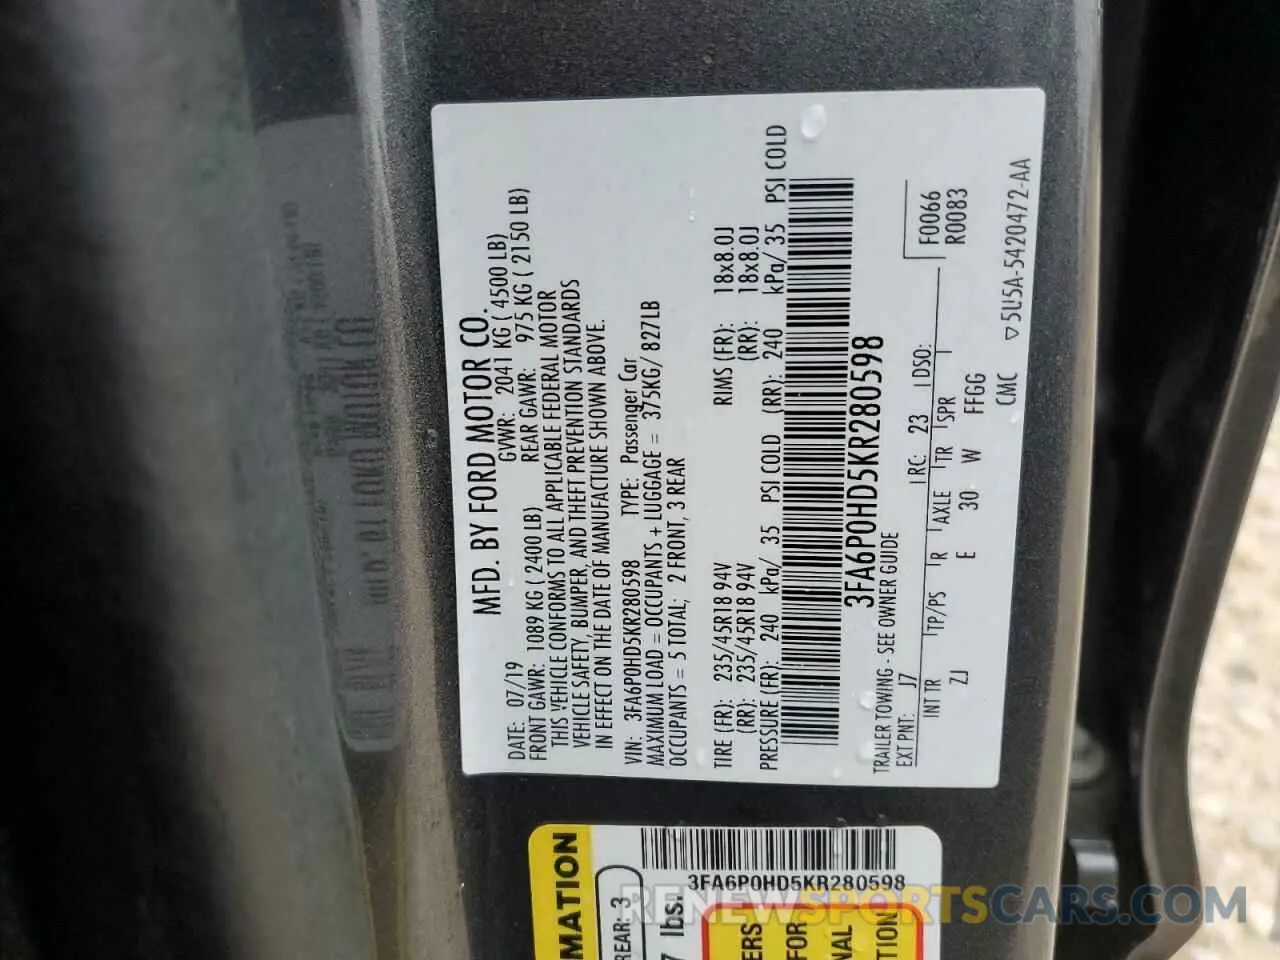 MFD. BY FORD MOTOR CO.
DATE: 07/19 GVWR: 2041 KG ( 4500 LB)
FRONT GAWR: 1089 KG ( 2400 LB) REAR GAWR: 975 KG ( 2150 LB)
THIS VEHICLE CONFORMS TO ALL APPLICABLE FEDERAL MOTOR
VEHICLE SAFETY, BUMPER, AND THEFT PREVENTION STANDARDS
IN EFFECT ON THE DATE OF MANUFACTURE SHOWN ABOVE.
VIN: 3FA6P0HD5KR280598 TYPE: Passenger Car
MAXIMUM LOAD = OCCUPANTS + LUGGAGE = 375KG/ 827LB
OCCUPANTS = 5 TOTAL; 2 FRONT, 3 REAR
TIRE (FR): 235/45R18 94V RIMS (FR): 18x8.0J
(RR): 235/45R18 94V (RR): 18x8.0J
PRESSURE (FR): 240 kPa/ 35 PSI COLD (RR): 240 kPa/ 35 PSI COLD
3FA6P0HD5KR280598
TRAILER TOWING - SEE OWNER GUIDE
EXT PNT: J7 RC: 23 DSO: F0066
R0083
INT TR TP/PS R AXLE TR SPR
ZJ E 30 W FFGG
CMC 5U5A-5420472-AA
3FA6P0HD5KR280598
MATION
REAR: 3
7 lbs.
ERS
FOR
NAL
TION
RENEWSPORTSCARS.COM